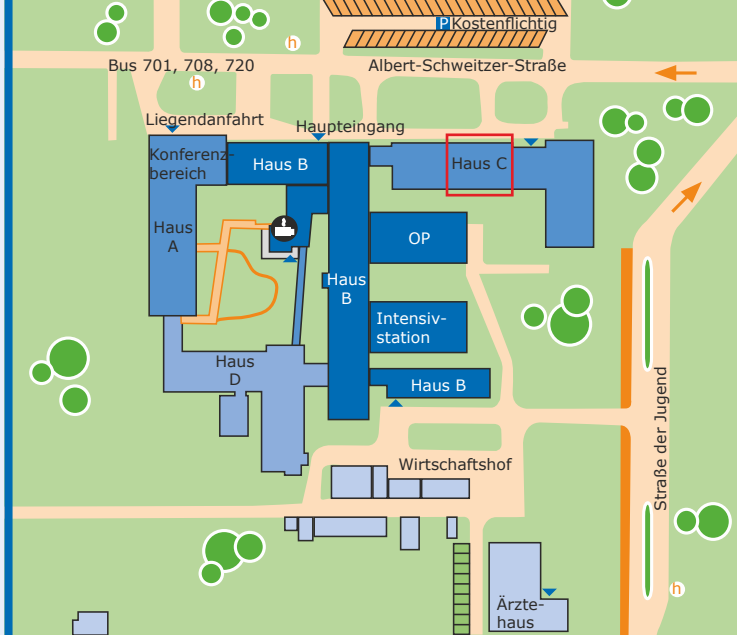 P Kostenflichtig
h
Bus 701, 708, 720
Albert-Schweitzer-Straße
h
Liegendanfahrt
Haupteingang
Konferenz-
bereich
Haus B
Haus C
Haus
A
OP
Haus
B
Intensiv-
station
Haus
D
Haus B
Straße der Jugend
Wirtschaftshof
h
Ärzte-
haus